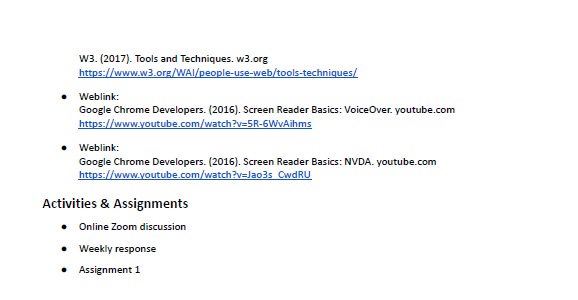 W3. (2017). Tools and Techniques. w3.org
https://www.w3.org/WAI/people-use-web/tools-techniques/
● Weblink:
Google Chrome Developers. (2016). Screen Reader Basics: VoiceOver. youtube.com
https://www.youtube.com/watch?v=5R-6WvAihms
● Weblink:
Google Chrome Developers. (2016). Screen Reader Basics: NVDA. youtube.com
https://www.youtube.com/watch?v=Jao3s_CwdRU
Activities & Assignments
● Online Zoom discussion
● Weekly response
● Assignment 1